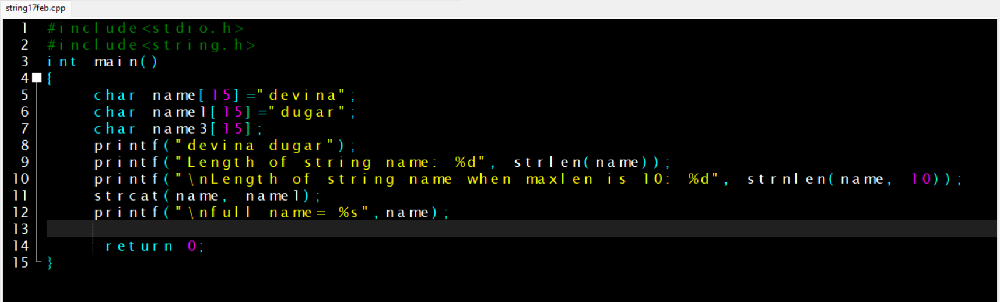 string17feb.cpp
1 #include<stdio.h>
2 #include<string.h>
3 int main()
4 {
5 char name[15]="devina";
6 char name1[15]="dugar";
7 char name3[15];
8 printf("devina dugar");
9 printf("Length of string name: %d", strlen(name));
10 printf("\nLength of string name when maxlen is 10: %d", strnlen(name, 10));
11 strcat(name, name1);
12 printf("\nfull name= %s",name);
13
14 return 0;
15 }